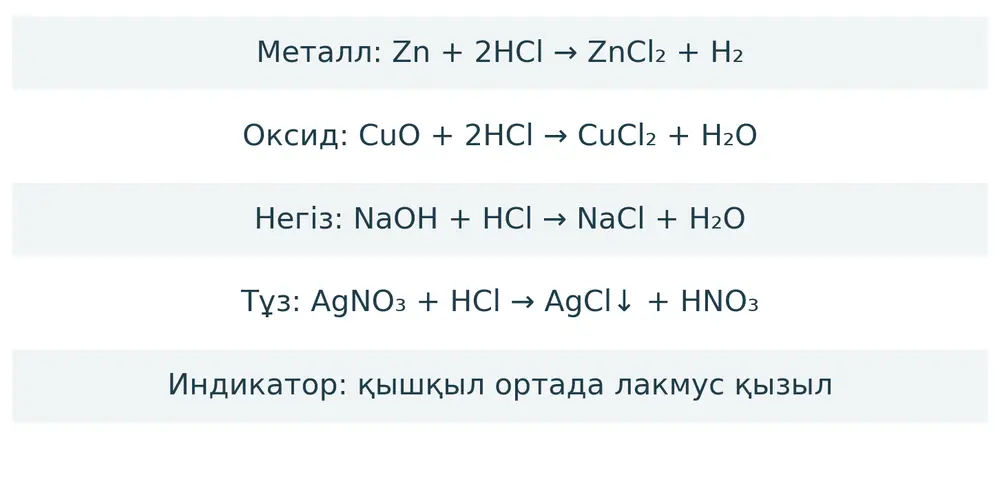 Металл: Zn + 2HCl → ZnCl₂ + H₂
Оксид: CuO + 2HCl → CuCl₂ + H₂O
Негіз: NaOH + HCl → NaCl + H₂O
Тұз: AgNO₃ + HCl → AgCl↓ + HNO₃
Индикатор: қышқыл ортада лакмус қызыл